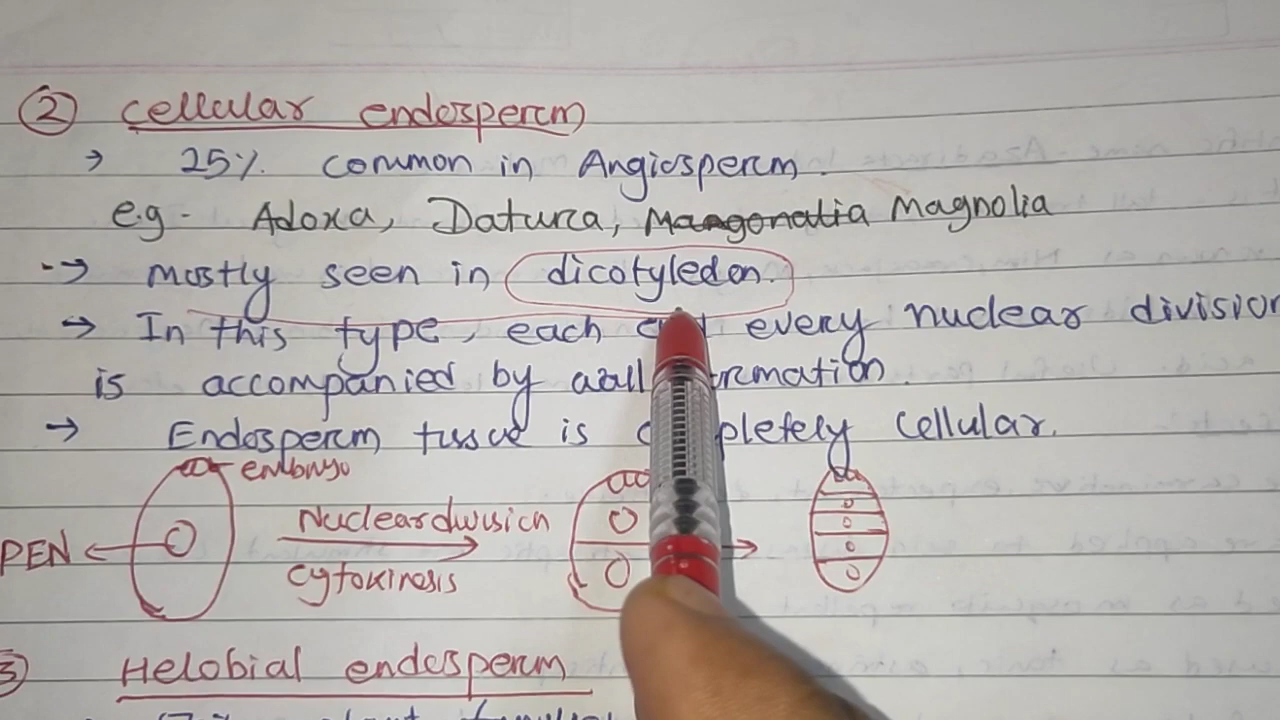 ② Cellular endosperm
→ 25% common in Angiosperm.
e.g - Adoxa, Datura, Magnolia
→ mostly seen in dicotyledon.
→ In this type, each every nuclear division
is accompanied by
→ Endosperm tissue is cellular.
embryo
PEN
Nuclear division
cytokinesis
3 Helobial endosperm